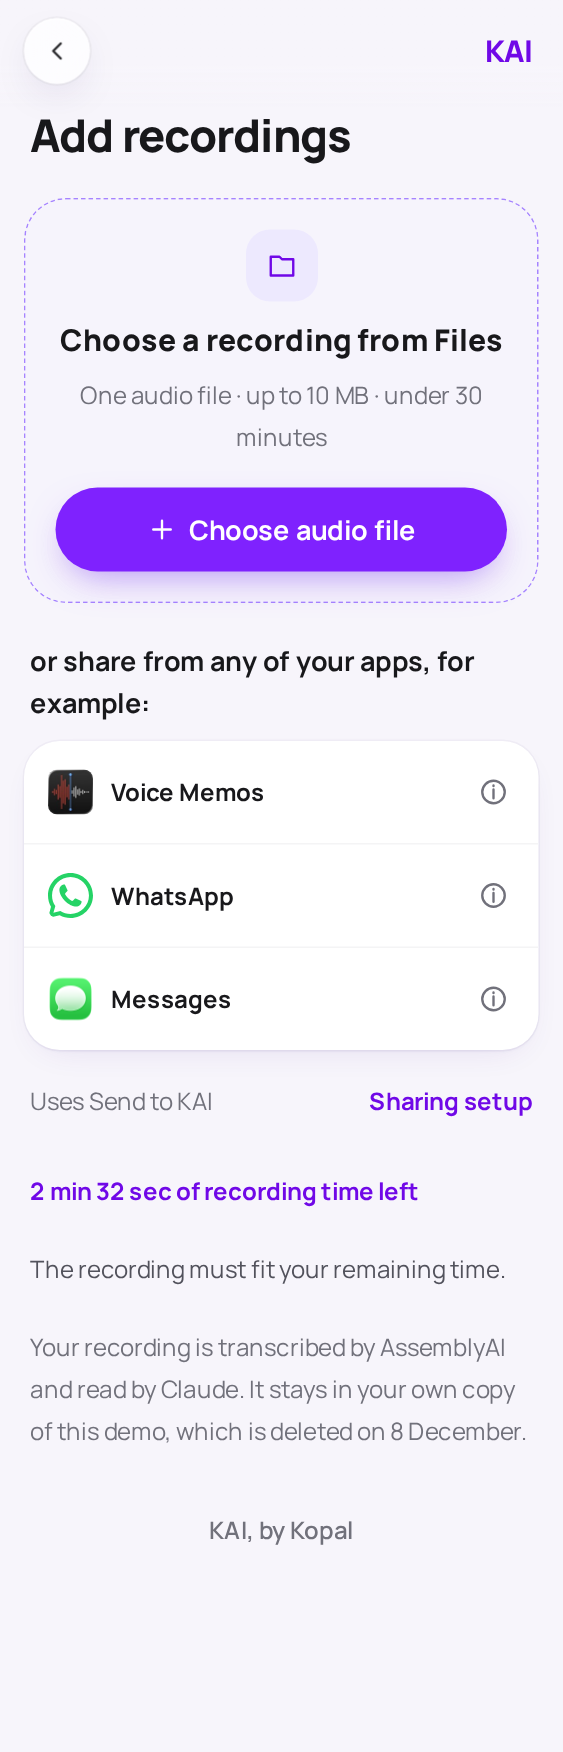 KAI
Add recordings
Choose a recording from Files
One audio file · up to 10 MB · under 30
minutes
Choose audio file
or share from any of your apps, for
example:
Voice Memos
WhatsApp
Messages
Uses Send to KAI
Sharing setup
2 min 32 sec of recording time left
The recording must fit your remaining time.
Your recording is transcribed by AssemblyAI
and read by Claude. It stays in your own copy
of this demo, which is deleted on 8 December.
KAI, by Kopal